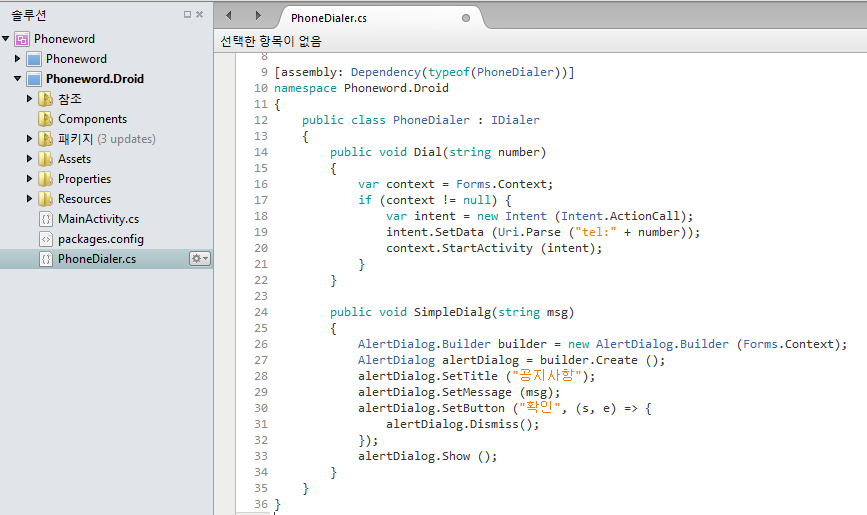 솔루션
Phoneword
Phoneword
Phoneword.Droid
참조
Components
패키지 (3 updates)
Assets
Properties
Resources
MainActivity.cs
packages.config
PhoneDialer.cs
PhoneDialer.cs
선택한 항목이 없음
8
9 [assembly: Dependency(typeof(PhoneDialer))]
10 namespace Phoneword.Droid
11 {
12     public class PhoneDialer : IDialer
13     {
14         public void Dial(string number)
15         {
16             var context = Forms.Context;
17             if (context != null) {
18                 var intent = new Intent (Intent.ActionCall);
19                 intent.SetData (Uri.Parse ("tel:" + number));
20                 context.StartActivity (intent);
21             }
22         }
23
24         public void SimpleDialg(string msg)
25         {
26             AlertDialog.Builder builder = new AlertDialog.Builder (Forms.Context);
27             AlertDialog alertDialog = builder.Create ();
28             alertDialog.SetTitle ("공지사항");
29             alertDialog.SetMessage (msg);
30             alertDialog.SetButton ("확인", (s, e) => {
31                 alertDialog.Dismiss();
32             });
33             alertDialog.Show ();
34         }
35     }
36 }